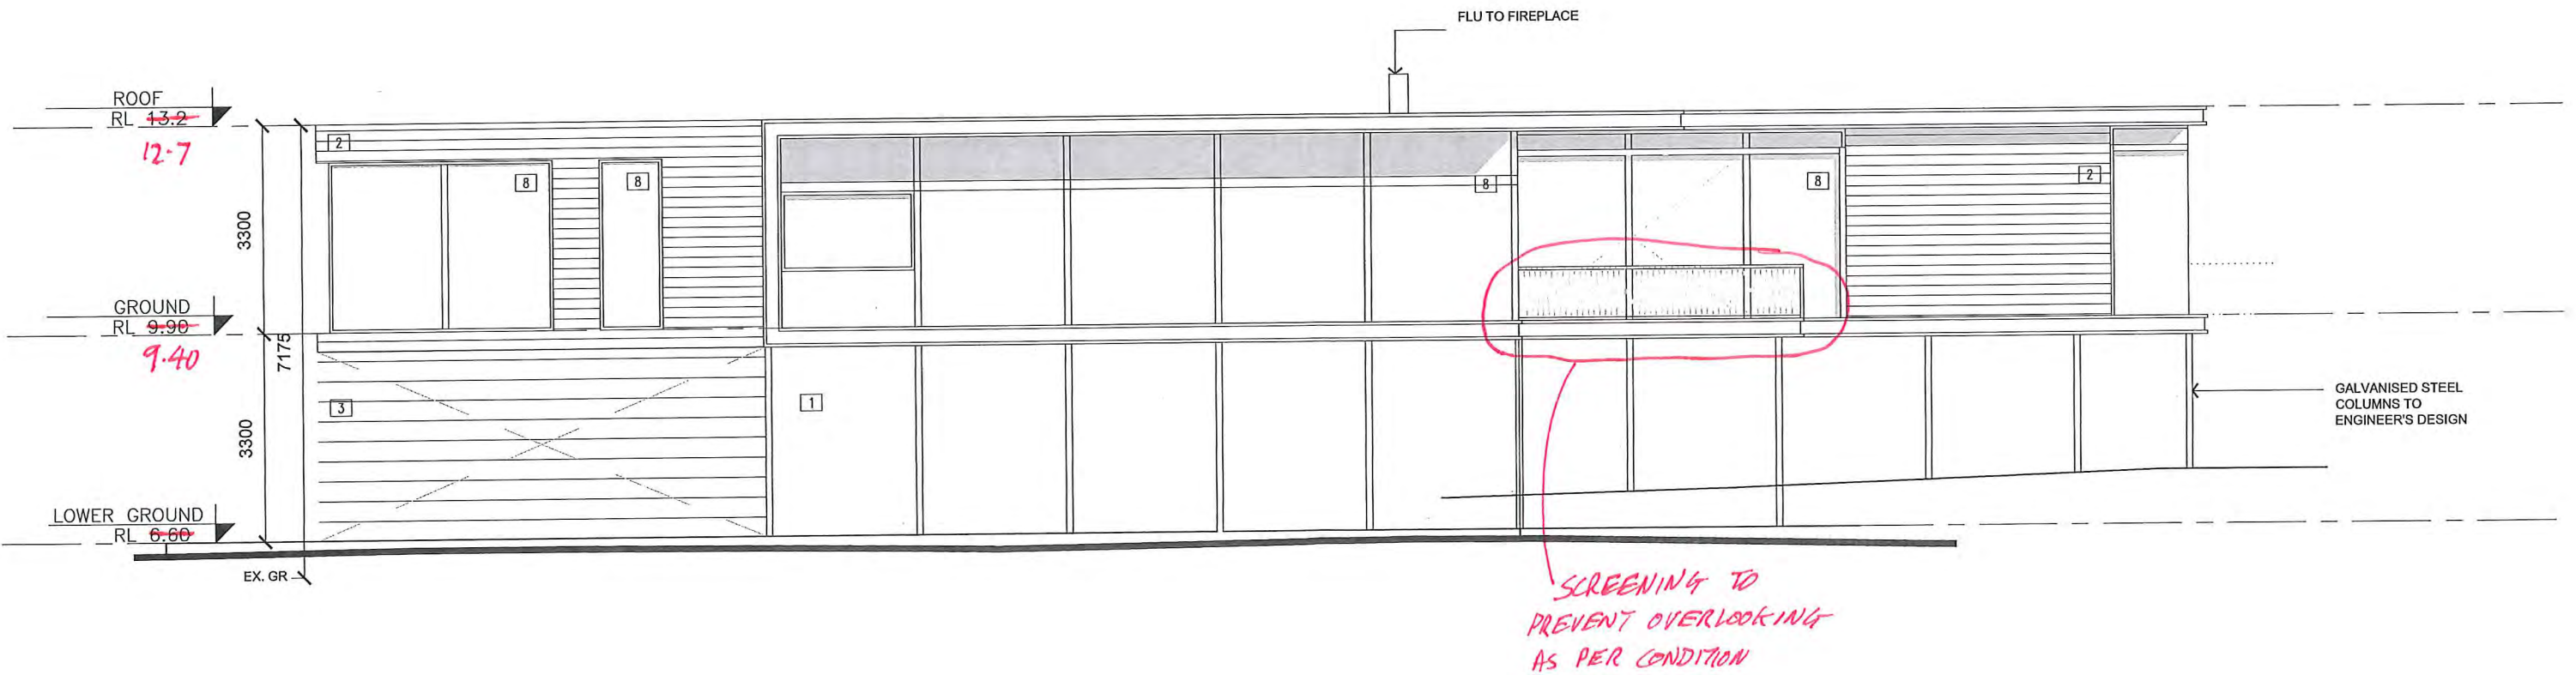 FLU TO FIREPLACE
ROOF
RL 13.2
12.7
2
8
8
8
8
2
3300
GROUND
RL 9.90
9.40
7175
3
1
3300
GALVANISED STEEL
COLUMNS TO
ENGINEER'S DESIGN
LOWER GROUND
RL 6.60
EX. GR
SCREENING TO
PREVENT OVERLOOKING
AS PER CONDITION